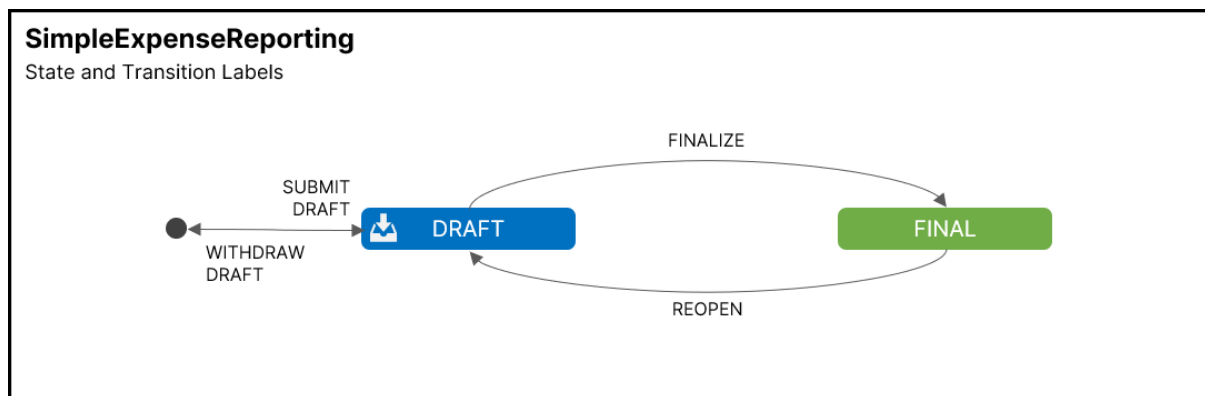 SimpleExpenseReporting
State and Transition Labels
FINALIZE
SUBMIT
DRAFT
DRAFT
FINAL
WITHDRAW
DRAFT
REOPEN